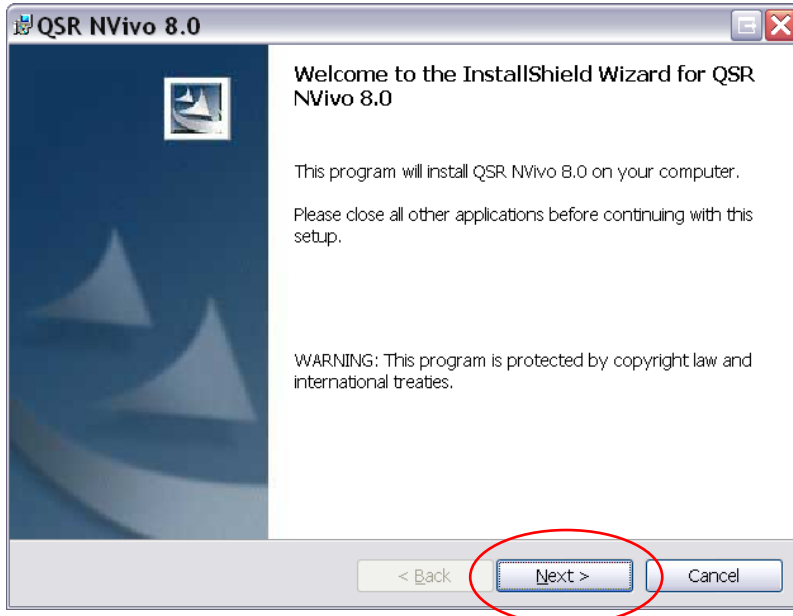 QSR NVivo 8.0
Welcome to the InstallShield Wizard for QSR
NVivo 8.0
This program will install QSR NVivo 8.0 on your computer.
Please close all other applications before continuing with this
setup.
WARNING: This program is protected by copyright law and
international treaties.
< Back
Next >
Cancel